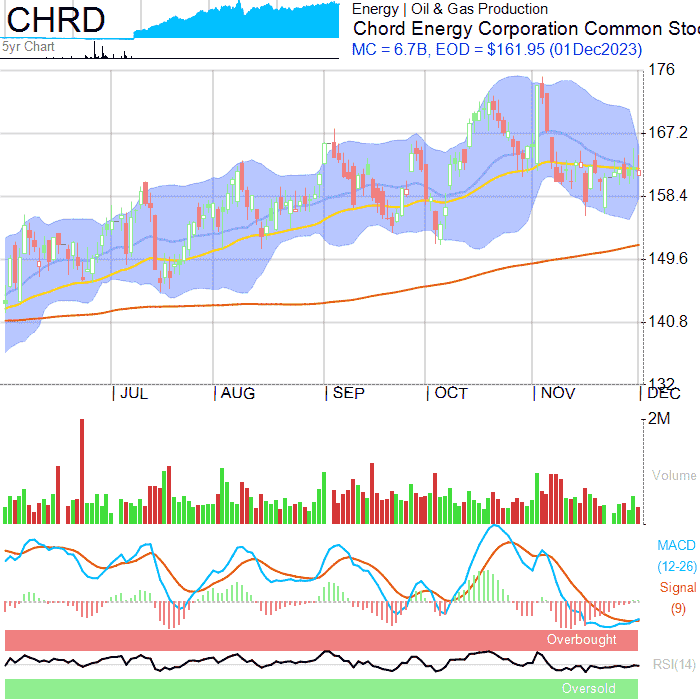 CHRD
Energy | Oil & Gas Production
Chord Energy Corporation Common Sto
MC = 6.7B, EOD = $161.95 (01Dec2023)
5yr Chart
176
167.2
158.4
149.6
140.8
132
JUL AUG SEP OCT NOV DEC
2M
Volume
MACD
(12-26)
Signal
(9)
Overbought
RSI(14)
Oversold